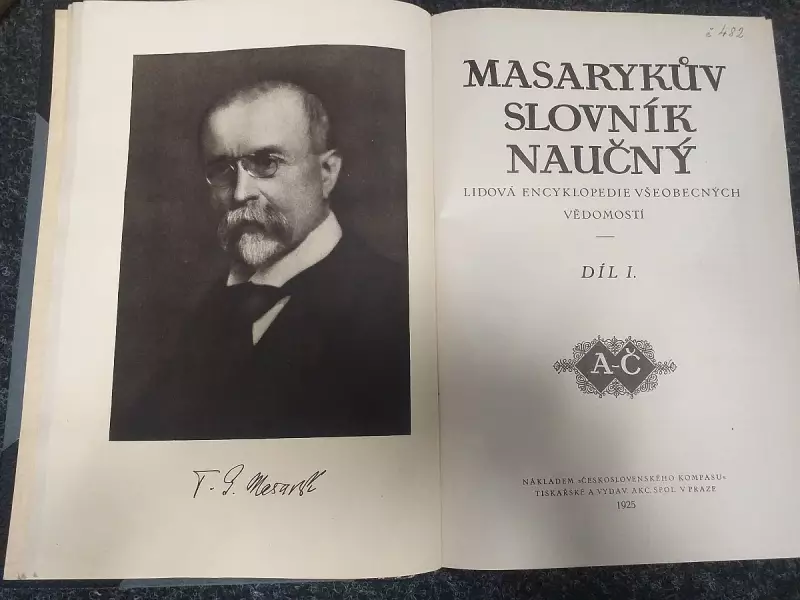 T. G. Masaryk
č 482
MASARYKŮV
SLOVNÍK
NAUČNÝ
LIDOVÁ ENCYKLOPEDIE VŠEOBECNÝCH
VĚDOMOSTÍ
DÍL I.
A-Č
NÁKLADEM »ČESKOSLOVENSKÉHO KOMPASU«
TISKAŘSKÉ A VYDAV. AKC. SPOL. V PRAZE
1925